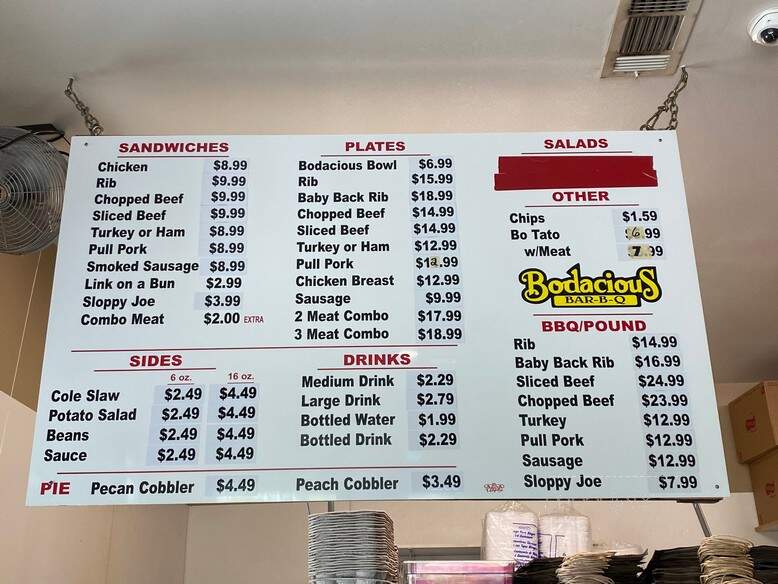 SANDWICHES
Chicken $8.99
Rib $9.99
Chopped Beef $9.99
Sliced Beef $9.99
Turkey or Ham $8.99
Pull Pork $8.99
Smoked Sausage $8.99
Link on a Bun $2.99
Sloppy Joe $3.99
Combo Meat $2.00 EXTRA
PLATES
Bodacious Bowl $6.99
Rib $15.99
Baby Back Rib $18.99
Chopped Beef $14.99
Sliced Beef $14.99
Turkey or Ham $12.99
Pull Pork $12.99
Chicken Breast $12.99
Sausage $9.99
2 Meat Combo $17.99
3 Meat Combo $18.99
SALADS
OTHER
Chips $1.59
Bo Tato $6.99
w/Meat 7.99
Bodacious
BAR-B-Q
BBQ/POUND
Rib $14.99
Baby Back Rib $16.99
Sliced Beef $24.99
Chopped Beef $23.99
Turkey $12.99
Pull Pork $12.99
Sausage $12.99
Sloppy Joe $7.99
SIDES
6 oz. 16 oz.
Cole Slaw $2.49 $4.49
Potato Salad $2.49 $4.49
Beans $2.49 $4.49
Sauce $2.49 $4.49
DRINKS
Medium Drink $2.29
Large Drink $2.79
Bottled Water $1.99
Bottled Drink $2.29
PIE Pecan Cobbler $4.49 Peach Cobbler $3.49